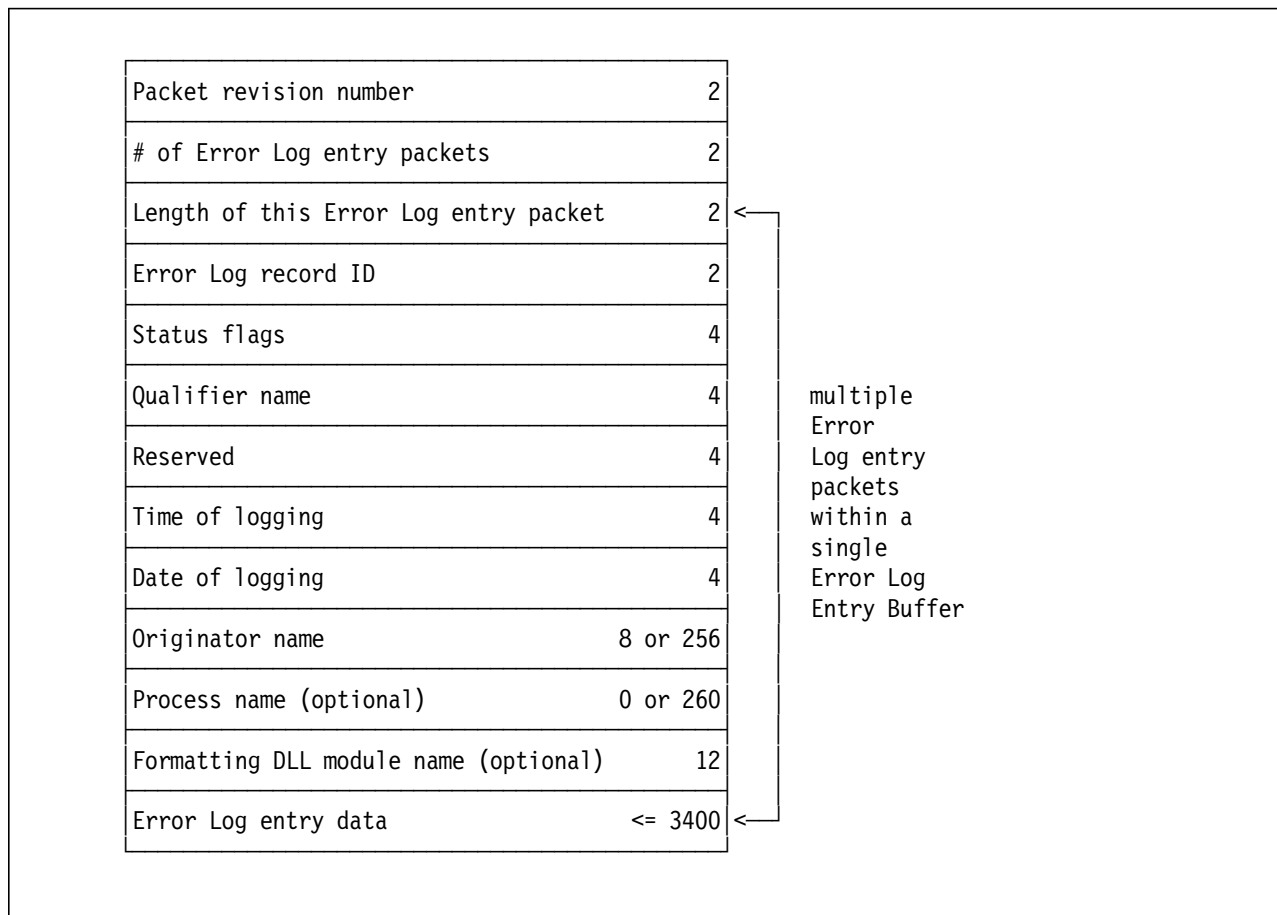 Packet revision number 2
# of Error Log entry packets 2
Length of this Error Log entry packet 2
Error Log record ID 2
Status flags 4
Qualifier name 4
Reserved 4
Time of logging 4
Date of logging 4
Originator name 8 or 256
Process name (optional) 0 or 260
Formatting DLL module name (optional) 12
Error Log entry data <= 3400
multiple
Error
Log entry
packets
within a
single
Error Log
Entry Buffer